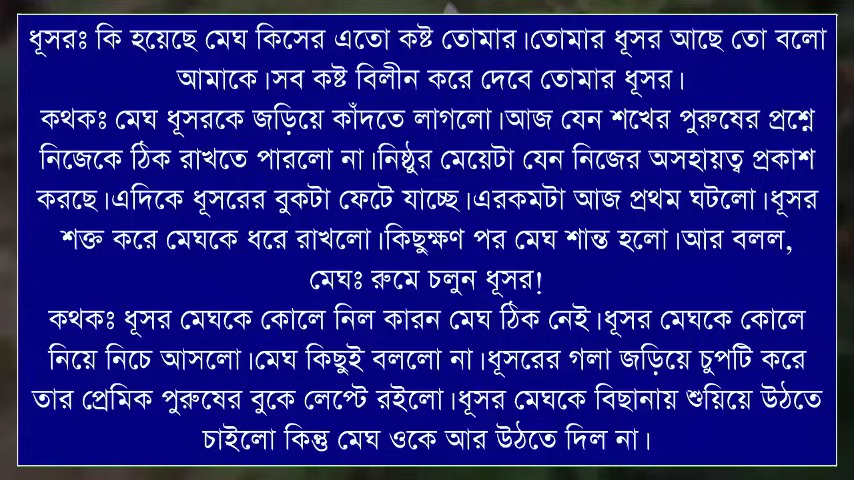 ধূসরঃ কি হয়েছে মেঘ কিসের এতো কষ্ট তোমার।তোমার ধূসর আছে তো বলো
আমাকে।সব কষ্ট বিলীন করে দেবে তোমার ধূসর।
কথকঃ মেঘ ধূসরকে জড়িয়ে কাঁদতে লাগলো।আজ যেন শখের পুরুষের প্রশ্নে
নিজেকে ঠিক রাখতে পারলো না।নিষ্ঠুর মেয়েটা যেন নিজের অসহায়ত্ব প্রকাশ
করছে।এদিকে ধূসরের বুকটা ফেটে যাচ্ছে।এরকমটা আজ প্রথম ঘটলো।ধূসর
শক্ত করে মেঘকে ধরে রাখলো।কিছুক্ষণ পর মেঘ শান্ত হলো।আর বলল,
মেঘঃ রুমে চলুন ধূসর!
কথকঃ ধূসর মেঘকে কোলে নিল কারন মেঘ ঠিক নেই।ধূসর মেঘকে কোলে
নিয়ে নিচে আসলো।মেঘ কিছুই বললো না।ধূসরের গলা জড়িয়ে চুপটি করে
তার প্রেমিক পুরুষের বুকে লেপ্টে রইলো।ধূসর মেঘকে বিছানায় শুয়িয়ে উঠতে
চাইলো কিন্তু মেঘ ওকে আর উঠতে দিল না।